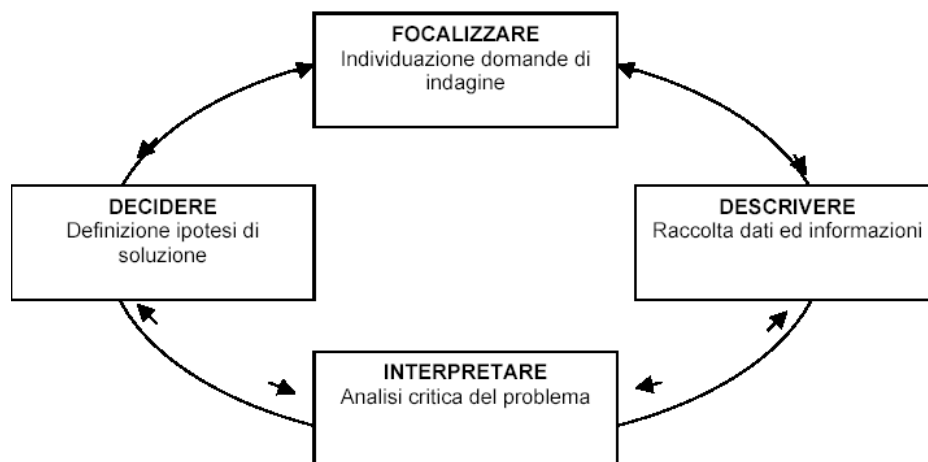 FOCALIZZARE
Individuazione domande di
indagine
DECIDERE
Definizione ipotesi di
soluzione
DESCRIVERE
Raccolta dati ed informazioni
INTERPRETARE
Analisi critica del problema